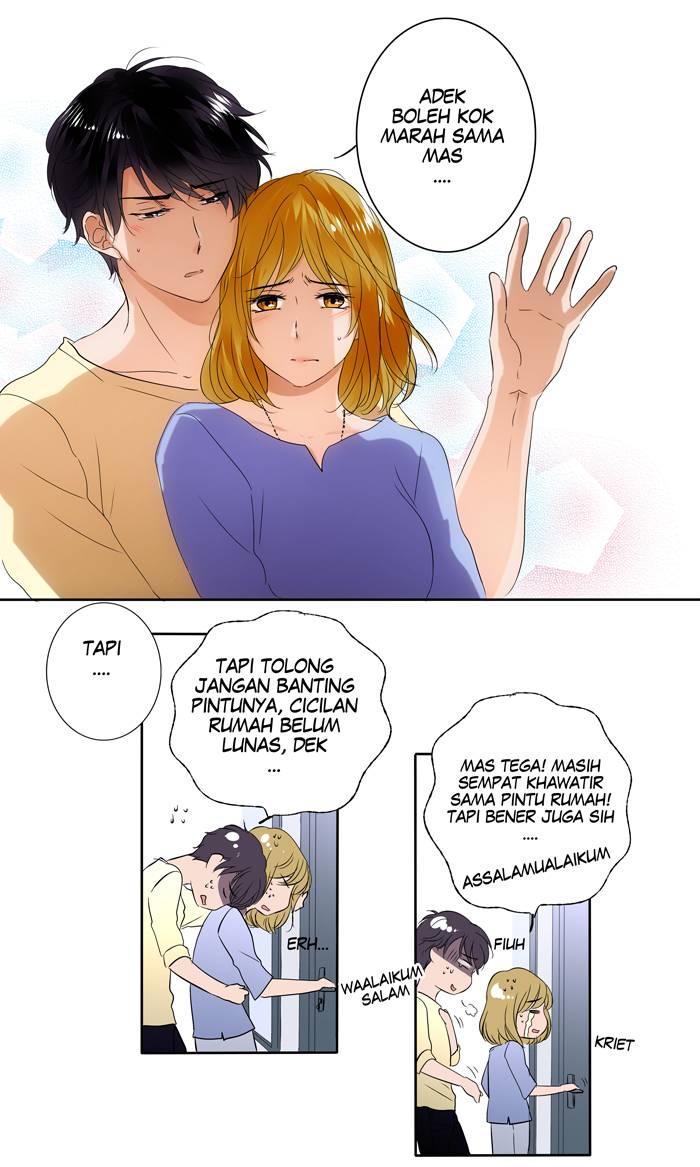 ADEK
BOLEH KOK
MARAH SAMA
MAS
....
TAPI
....
TAPI TOLONG
JANGAN BANTING
PINTUNYA, CICILAN
RUMAH BELUM
LUNAS, DEK
...
ERH...
MAS TEGA! MASIH
SEMPAT KHAWATIR
SAMA PINTU RUMAH!
TAPI BENER JUGA SIH
....
ASSALAMUALAIKUM
WAALAIKUM
SALAM
FIUH
KRIET